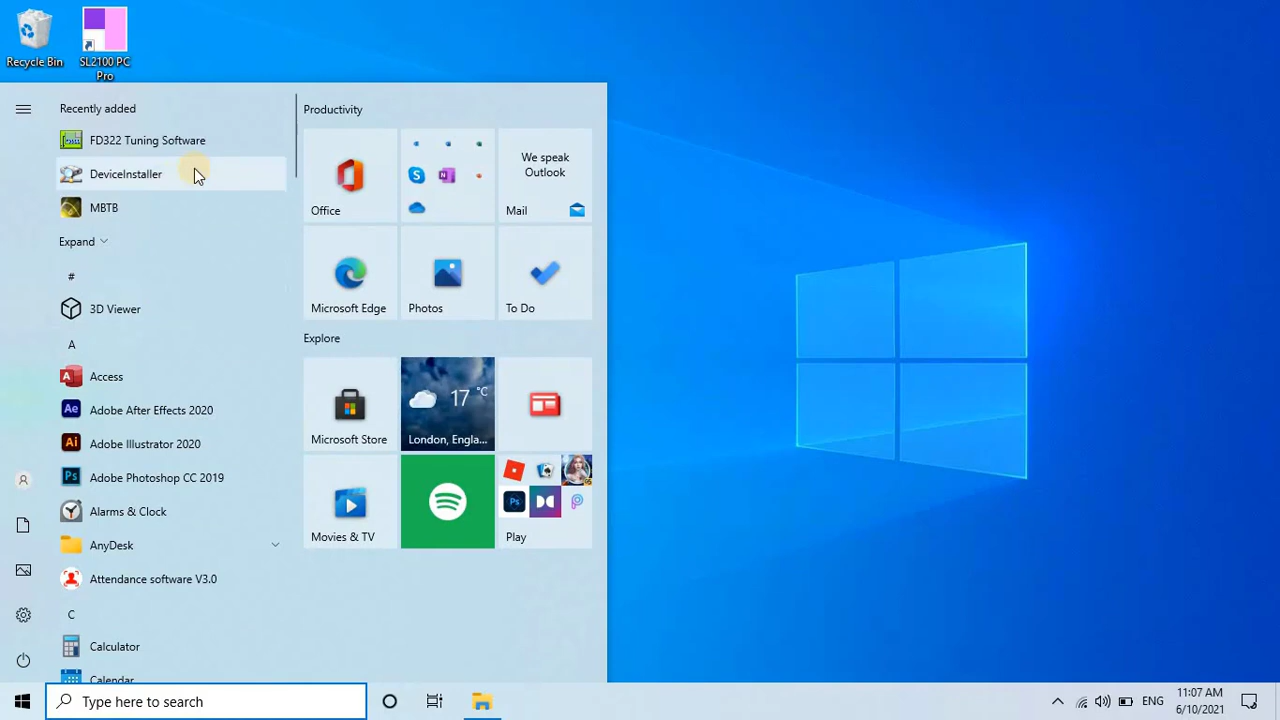 Recycle Bin
SL2100 PC
Pro
Recently added
FD322 Tuning Software
DeviceInstaller
MBTB
Expand
#
3D Viewer
A
Access
Adobe After Effects 2020
Adobe Illustrator 2020
Adobe Photoshop CC 2019
Alarms & Clock
AnyDesk
Attendance software V3.0
C
Calculator
Calendar
Productivity
Office
We speak
Outlook
Mail
Microsoft Edge
Photos
To Do
Explore
Microsoft Store
17 °C
London, Engla...
Movies & TV
Play
Type here to search
ENG
11:07 AM
6/10/2021